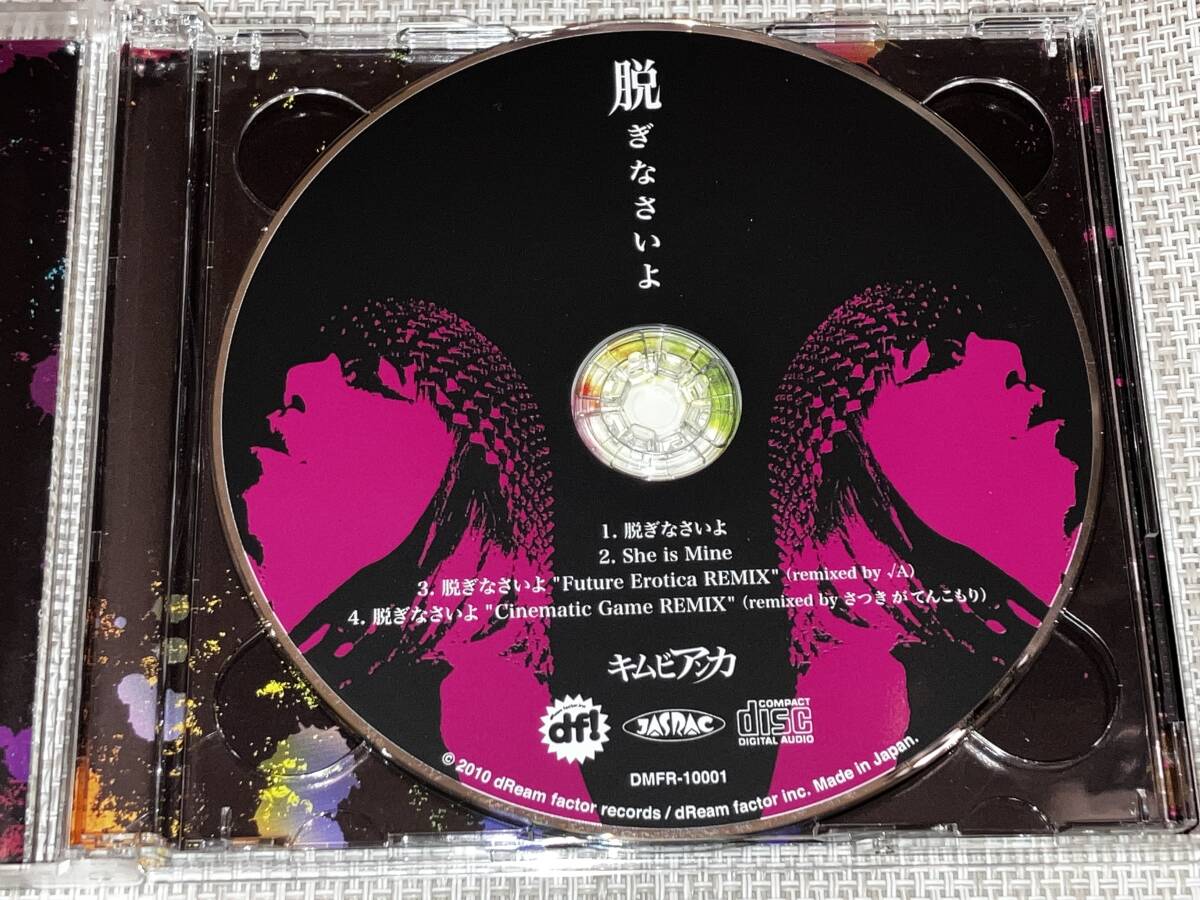 脱ぎなさいよ
1. 脱ぎなさいよ
2. She is Mine
3. 脱ぎなさいよ "Future Erotica REMIX" (remixed by √A)
4. 脱ぎなさいよ "Cinematic Game REMIX" (remixed by さつき が てんこもり)
キムビアンカ
df!
JASRAC
COMPACT
disc
DIGITAL AUDIO
DMFR-10001
© 2010 dReam factor records / dReam factor inc. Made in Japan.